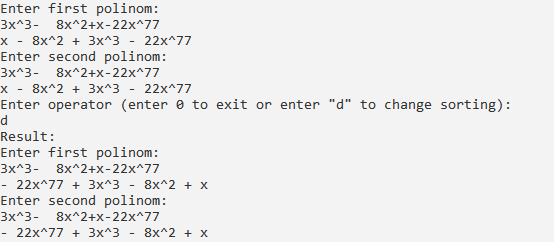 Enter first polinom:
3x^3-  8x^2+x-22x^77
x - 8x^2 + 3x^3 - 22x^77
Enter second polinom:
3x^3-  8x^2+x-22x^77
x - 8x^2 + 3x^3 - 22x^77
Enter operator (enter 0 to exit or enter "d" to change sorting):
d
Result:
Enter first polinom:
3x^3-  8x^2+x-22x^77
- 22x^77 + 3x^3 - 8x^2 + x
Enter second polinom:
3x^3-  8x^2+x-22x^77
- 22x^77 + 3x^3 - 8x^2 + x